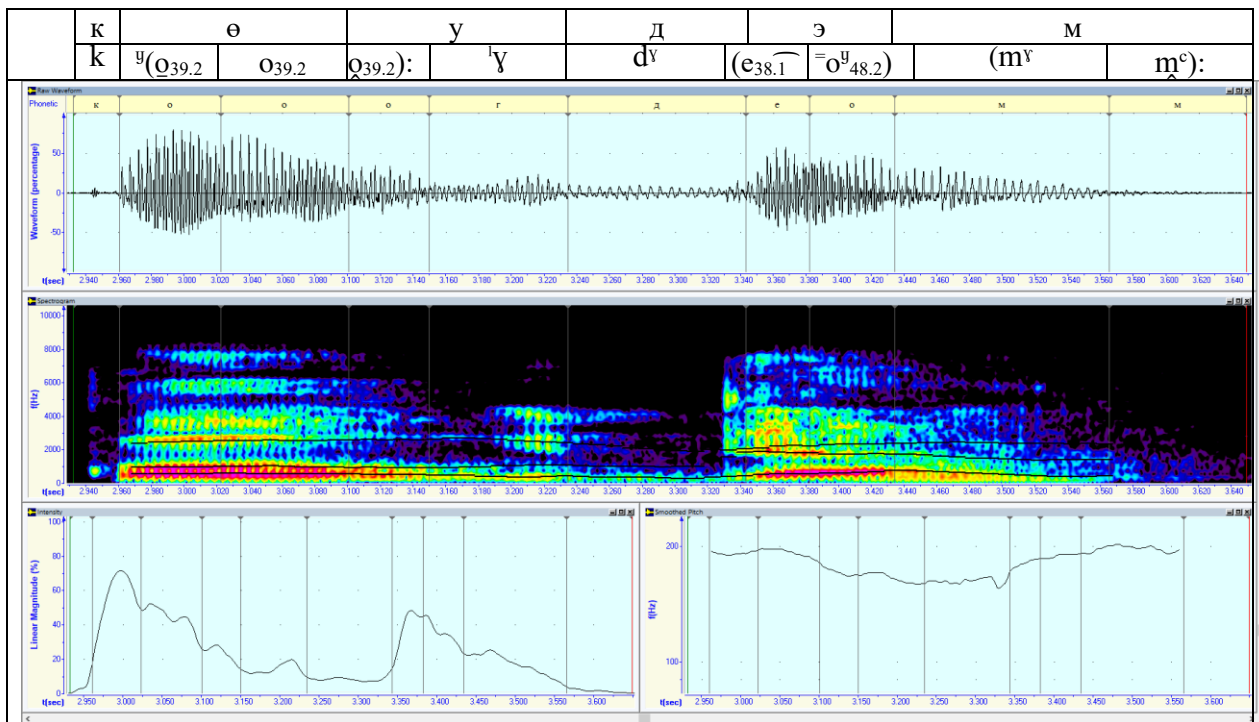 к ө у д э м
k ᶣ(o̱₃₉.₂ o₃₉.₂ o̭₃₉.₂): ˡɣ dˠ (e₃₈.₁͡ ⁼oᶣ₄₈.₂) (mˠ m̭ᶜ):
Raw Waveform
Phonetic к о о о г д е о м м
Waveform (percentage)
50
0
-50
t(sec) 2.940 2.960 2.980 3.000 3.020 3.040 3.060 3.080 3.100 3.120 3.140 3.160 3.180 3.200 3.220 3.240 3.260 3.280 3.300 3.320 3.340 3.360 3.380 3.400 3.420 3.440 3.460 3.480 3.500 3.520 3.540 3.560 3.580 3.600 3.620 3.640
Spectrogram
f(Hz)
10000
8000
6000
4000
2000
0
t(sec) 2.940 2.960 2.980 3.000 3.020 3.040 3.060 3.080 3.100 3.120 3.140 3.160 3.180 3.200 3.220 3.240 3.260 3.280 3.300 3.320 3.340 3.360 3.380 3.400 3.420 3.440 3.460 3.480 3.500 3.520 3.540 3.560 3.580 3.600 3.620 3.640
Intensity
Linear Magnitude (%)
100
80
60
40
20
0
t(sec) 2.950 3.000 3.050 3.100 3.150 3.200 3.250 3.300 3.350 3.400 3.450 3.500 3.550 3.600
Smoothed Pitch
f(Hz)
200
100
t(sec) 2.950 3.000 3.050 3.100 3.150 3.200 3.250 3.300 3.350 3.400 3.450 3.500 3.550 3.600